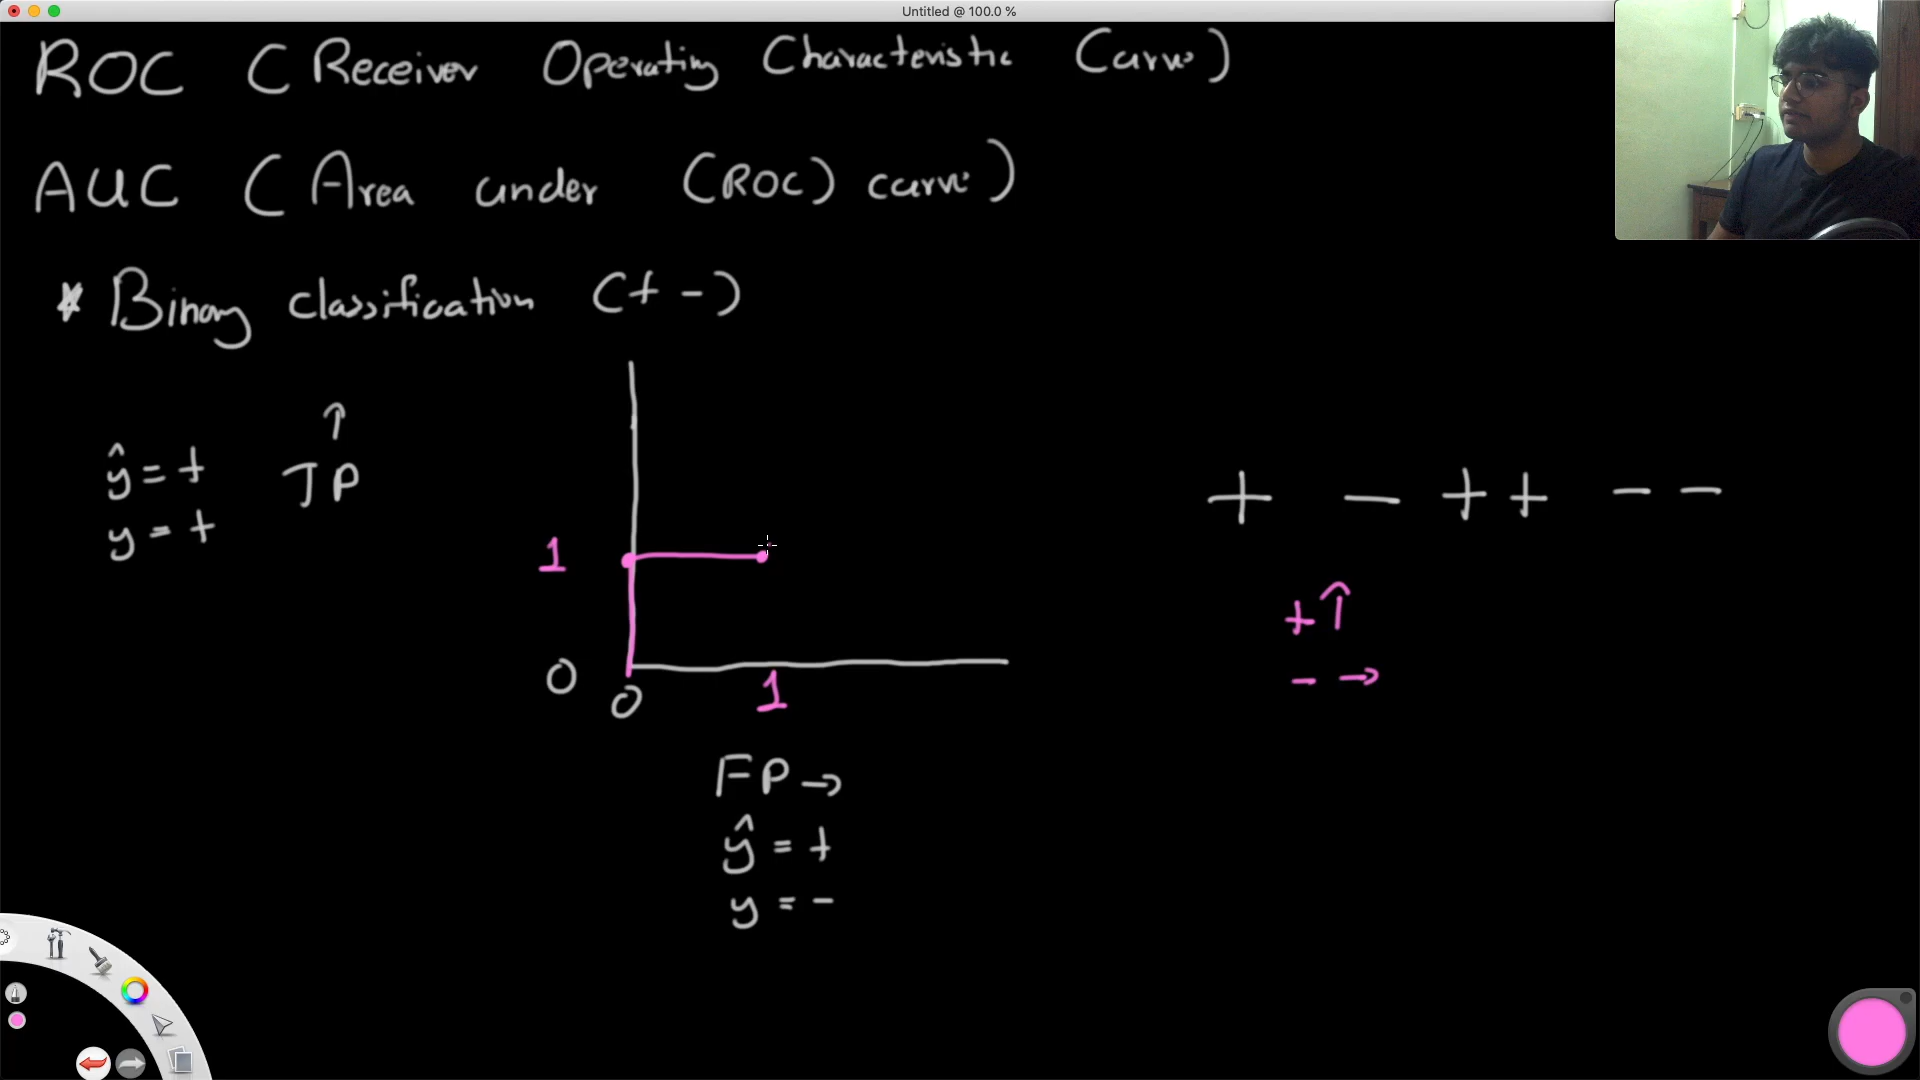 Untitled @ 100.0 %
ROC (Receiver Operating Characteristic Curve)
AUC (Area under (ROC) curve)
* Binary classification (+ -)
↑
ŷ = + TP
y = +
+ - + + - -
1
+ ↑
- →
0
0 1
FP →
ŷ = +
y = -